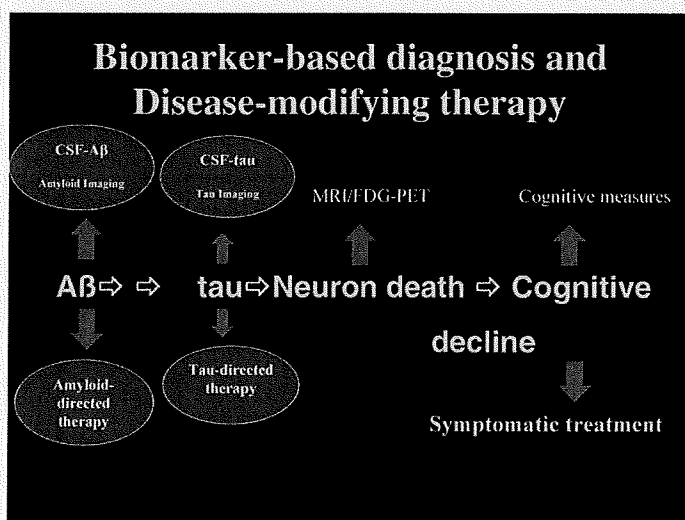 Biomarker-based diagnosis and
Disease-modifying therapy
CSF-Aβ
Amyloid Imaging
CSF-tau
Tau Imaging
MRI/FDG-PET
Cognitive measures
Aß⇨ ⇨ tau⇨Neuron death ⇨ Cognitive
decline
Amyloid-
directed
therapy
Tau-directed
therapy
Symptomatic treatment